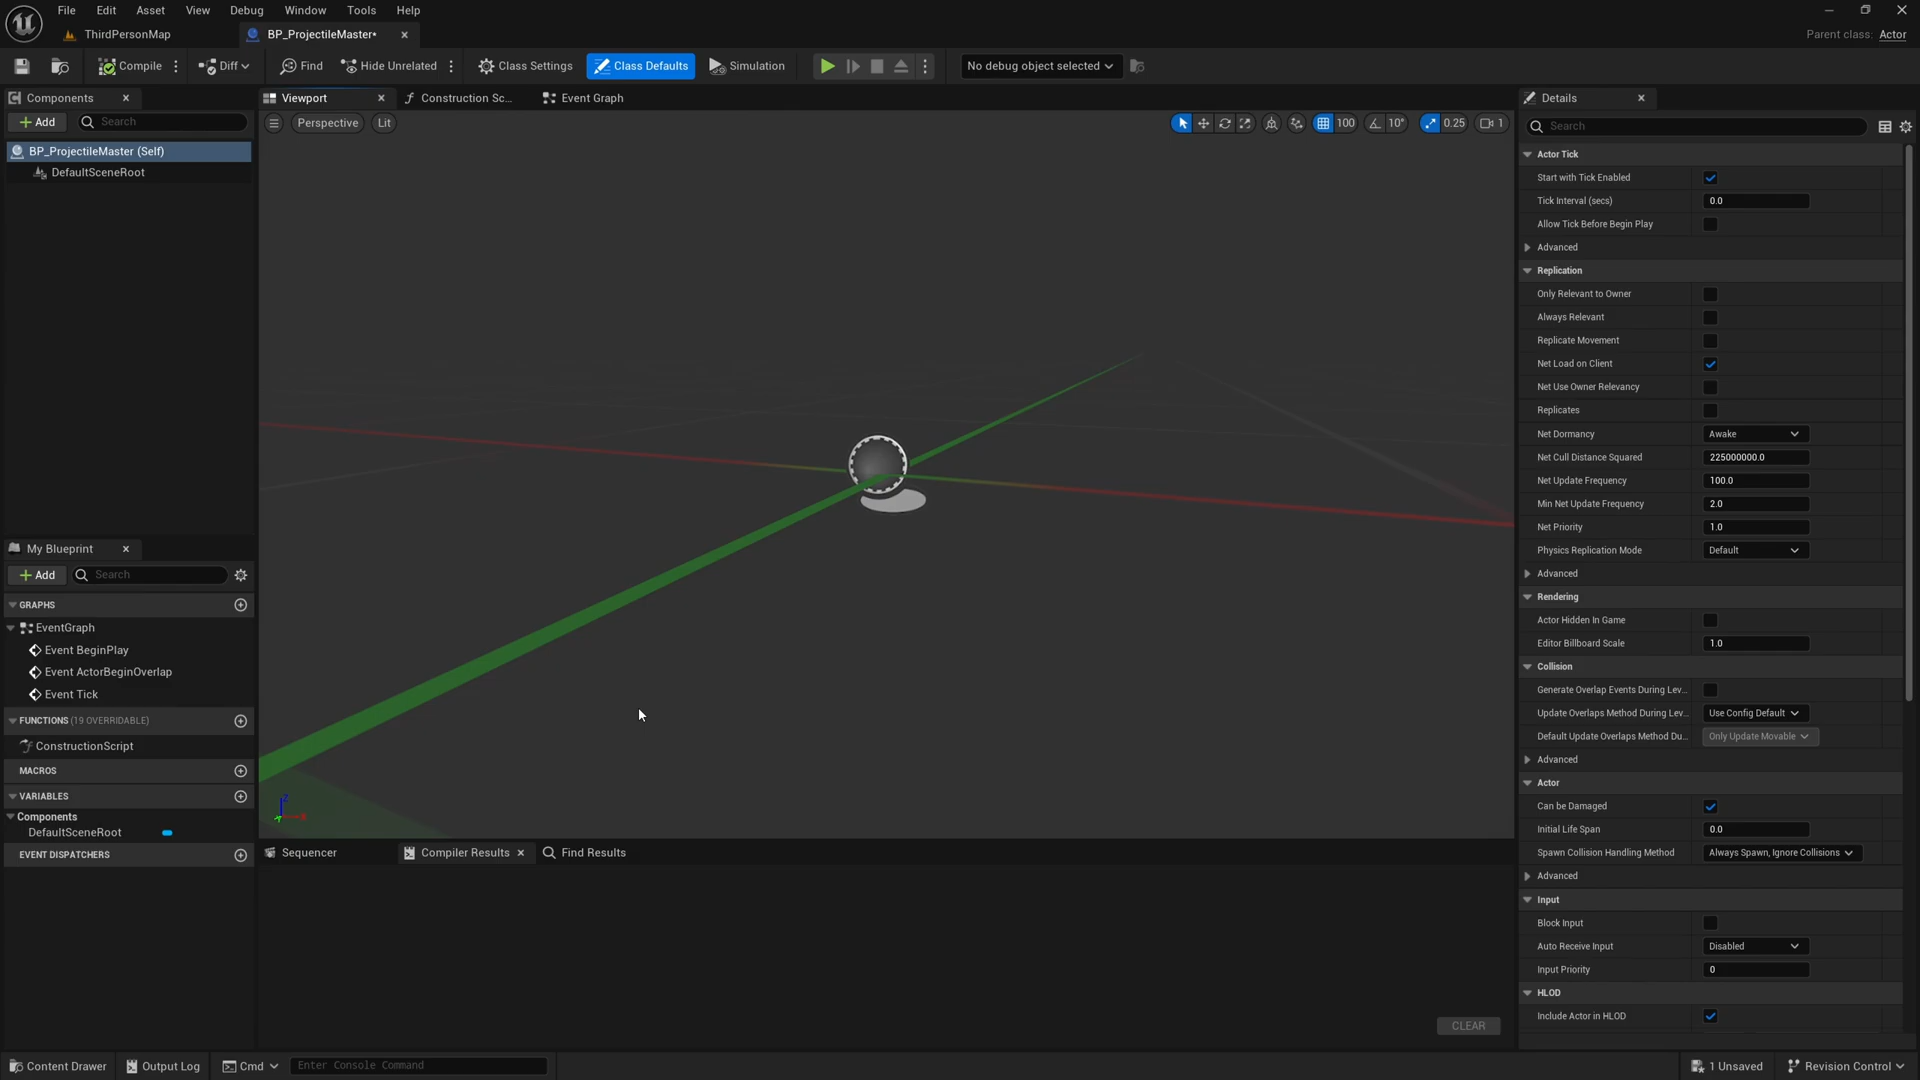 File Edit Asset View Debug Window Tools Help
ThirdPersonMap
BP_ProjectileMaster*
Parent class: Actor
Compile
Diff
Find
Hide Unrelated
Class Settings
Class Defaults
Simulation
No debug object selected
Components
Add
Search
BP_ProjectileMaster (Self)
DefaultSceneRoot
My Blueprint
Add
Search
GRAPHS
EventGraph
Event BeginPlay
Event ActorBeginOverlap
Event Tick
FUNCTIONS (19 OVERRIDABLE)
ConstructionScript
MACROS
VARIABLES
Components
DefaultSceneRoot
EVENT DISPATCHERS
Viewport
Construction Sc...
Event Graph
Perspective
Lit
100
10°
0.25
1
Z
Sequencer
Compiler Results
Find Results
CLEAR
Details
Search
Actor Tick
Start with Tick Enabled
Tick Interval (secs) 0.0
Allow Tick Before Begin Play
Advanced
Replication
Only Relevant to Owner
Always Relevant
Replicate Movement
Net Load on Client
Net Use Owner Relevancy
Replicates
Net Dormancy Awake
Net Cull Distance Squared 225000000.0
Net Update Frequency 100.0
Min Net Update Frequency 2.0
Net Priority 1.0
Physics Replication Mode Default
Advanced
Rendering
Actor Hidden In Game
Editor Billboard Scale 1.0
Collision
Generate Overlap Events During Lev...
Update Overlaps Method During Lev... Use Config Default
Default Update Overlaps Method Du... Only Update Movable
Advanced
Actor
Can be Damaged
Initial Life Span 0.0
Spawn Collision Handling Method Always Spawn, Ignore Collisions
Advanced
Input
Block Input
Auto Receive Input Disabled
Input Priority 0
HLOD
Include Actor in HLOD
Content Drawer
Output Log
Cmd
Enter Console Command
1 Unsaved
Revision Control